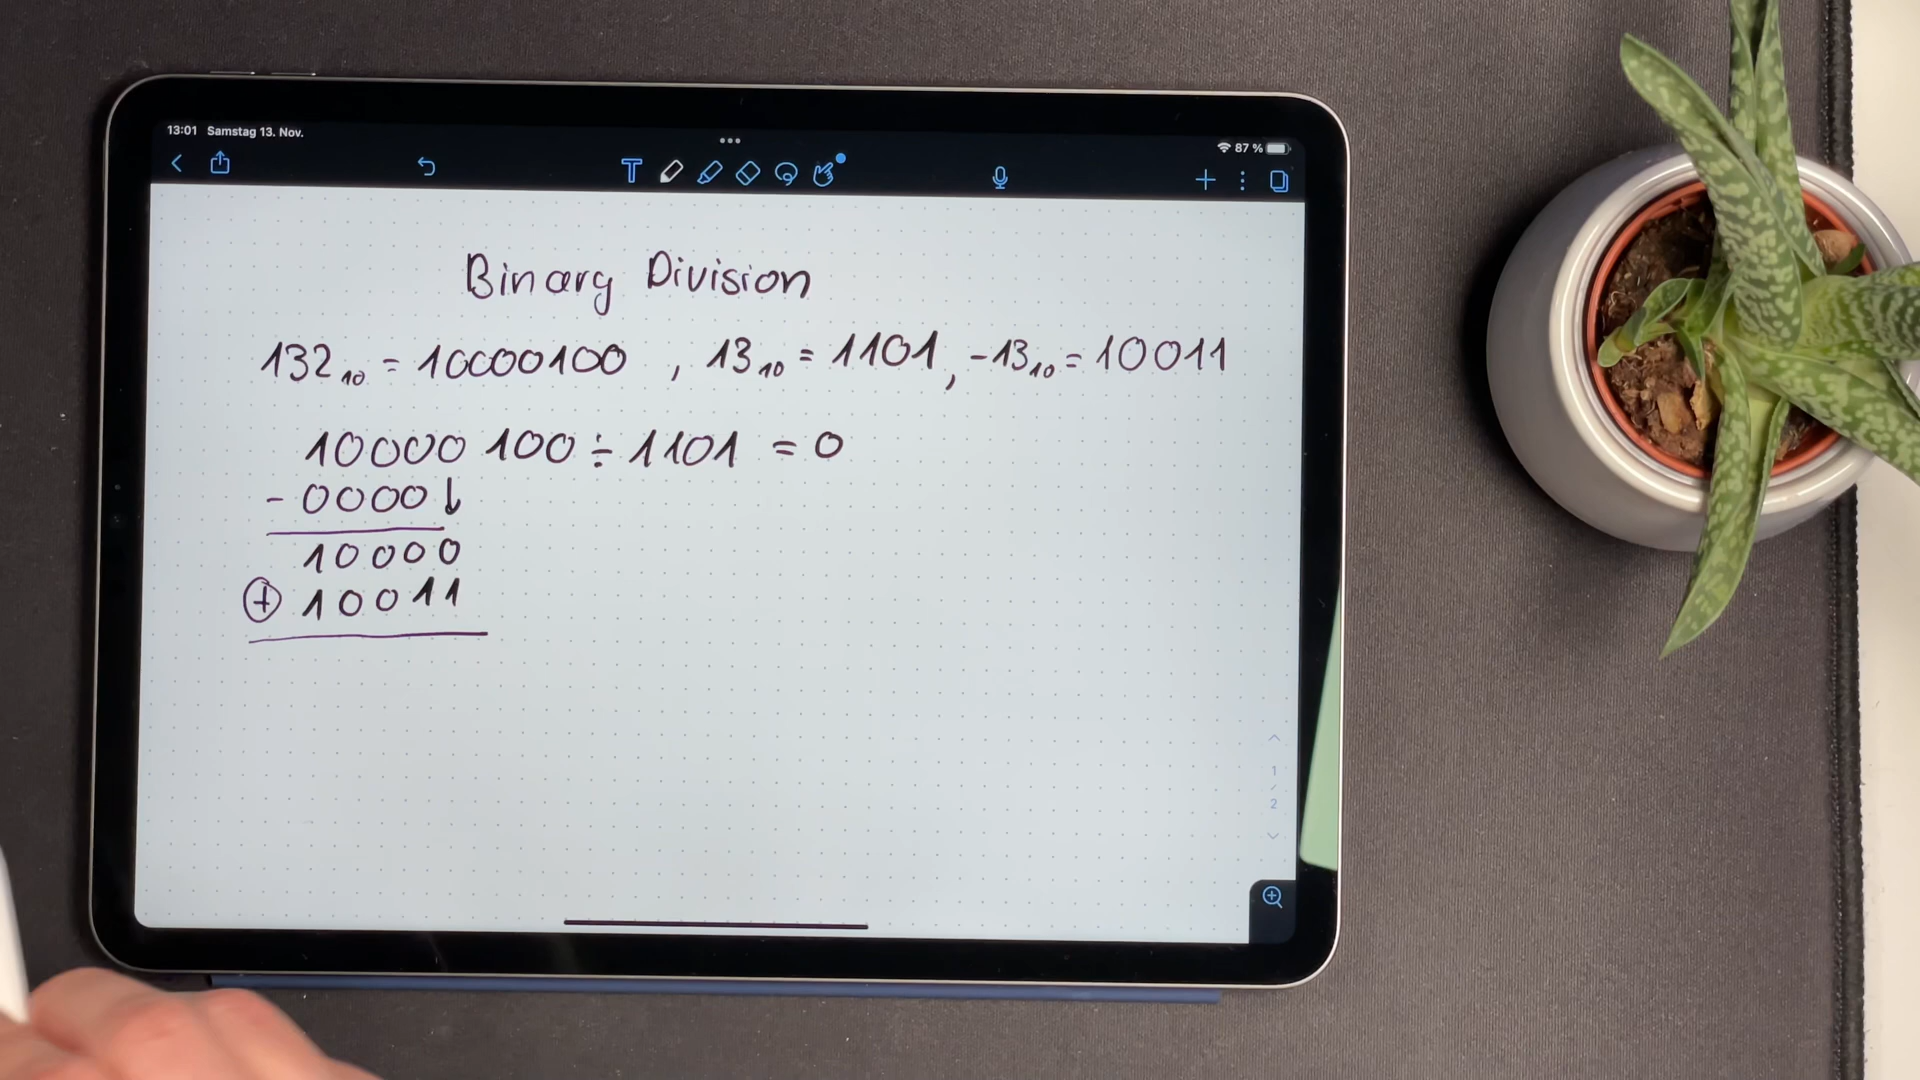 13:01 Samstag 13. Nov.
87 %
Binary Division
132₁₀ = 10000100 , 13₁₀ = 1101, -13₁₀ = 10011
10000100 ÷ 1101 = 0
- 0000↓
10000
⊕ 10011
1
/
2